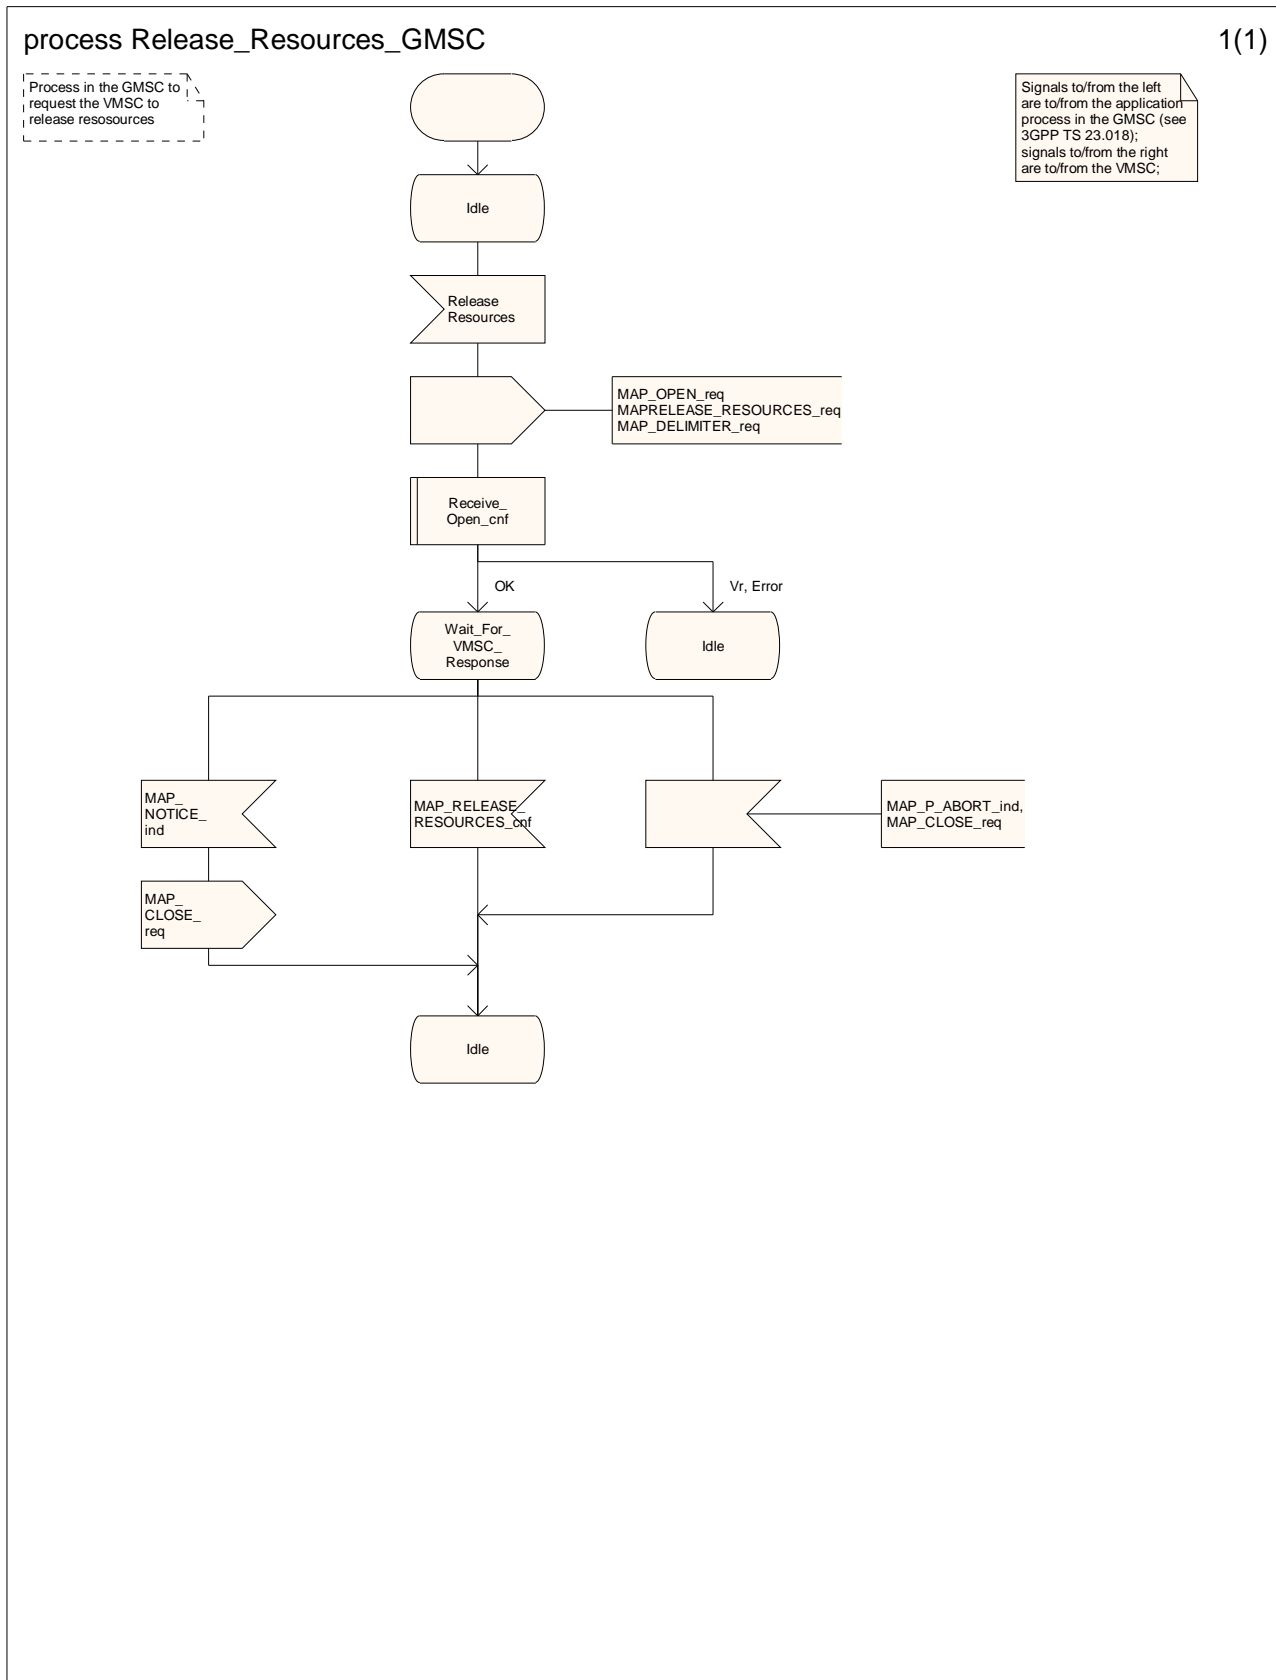 process Release_Resources_GMSC
1(1)
Process in the GMSC to
request the VMSC to
release resosources
Signals to/from the left
are to/from the application
process in the GMSC (see
3GPP TS 23.018);
signals to/from the right
are to/from the VMSC;
Idle
Release
Resources
MAP_OPEN_req
MAPRELEASE_RESOURCES_req
MAP_DELIMITER_req
Receive_
Open_cnf
OK
Vr, Error
Wait_For_
VMSC_
Response
Idle
MAP_
NOTICE_
ind
MAP_RELEASE_
RESOURCES_cnf
MAP_P_ABORT_ind,
MAP_CLOSE_req
MAP_
CLOSE_
req
Idle